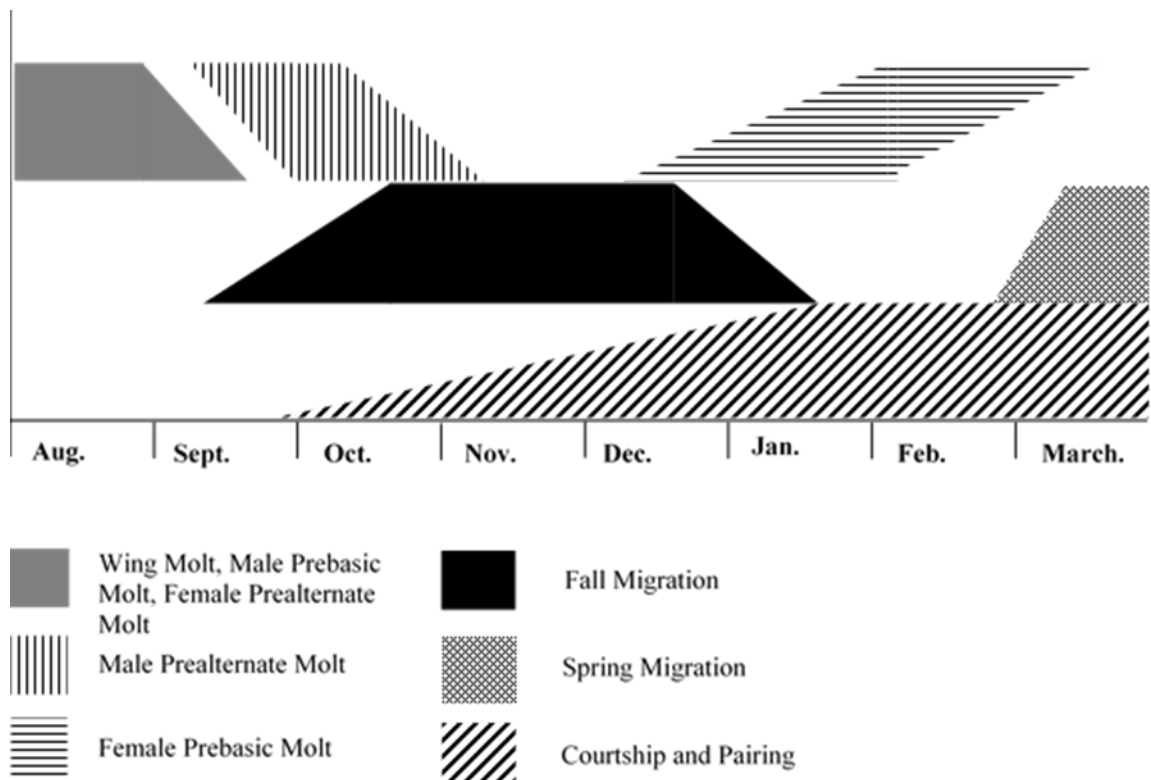 Aug.
Sept.
Oct.
Nov.
Dec.
Jan.
Feb.
March.
Wing Molt, Male Prebasic
Molt, Female Prealternate
Molt
Male Prealternate Molt
Female Prebasic Molt
Fall Migration
Spring Migration
Courtship and Pairing